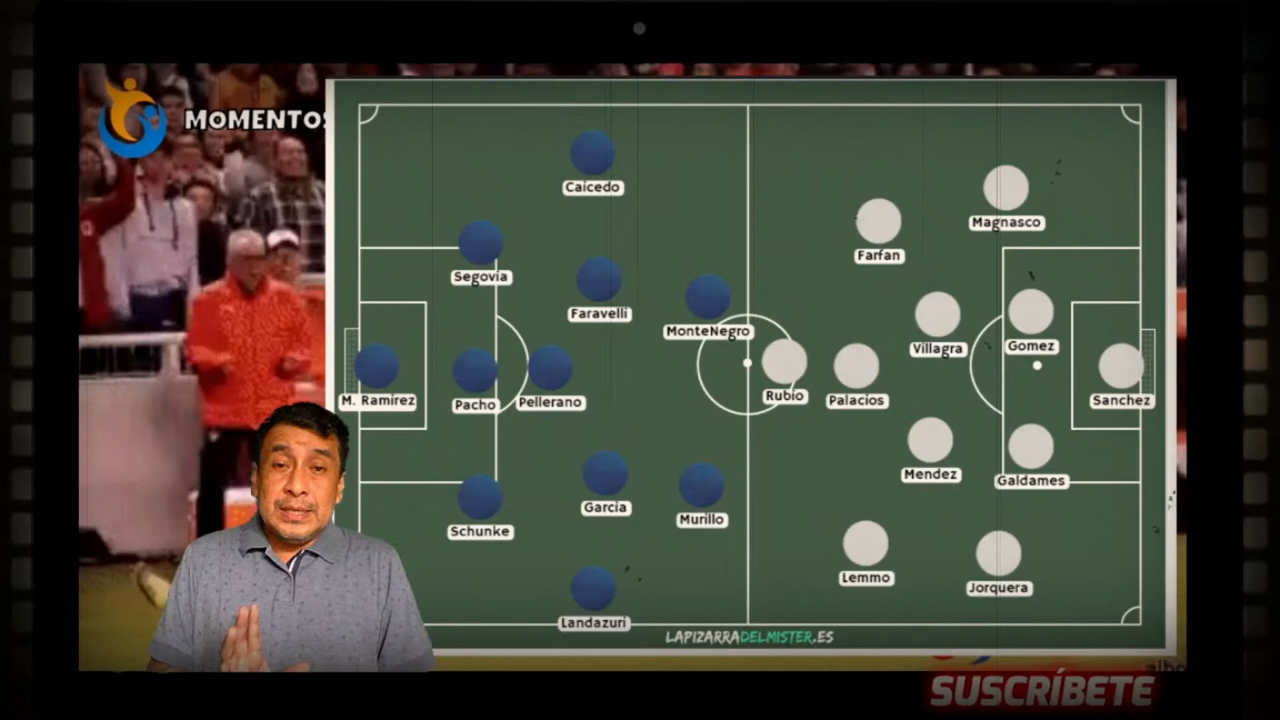 MOMENTOS
Caicedo
Magnasco
Farfan
Segovia
Faravelli
MonteNegro
Villagra
Gomez
M. Ramirez
Pacho
Pellerano
Rubio
Palacios
Sanchez
Mendez
Galdames
Garcia
Murillo
Schunke
Lemmo
Jorquera
Landazuri
LAPIZARRADELMISTER.ES
SUSCRÍBETE